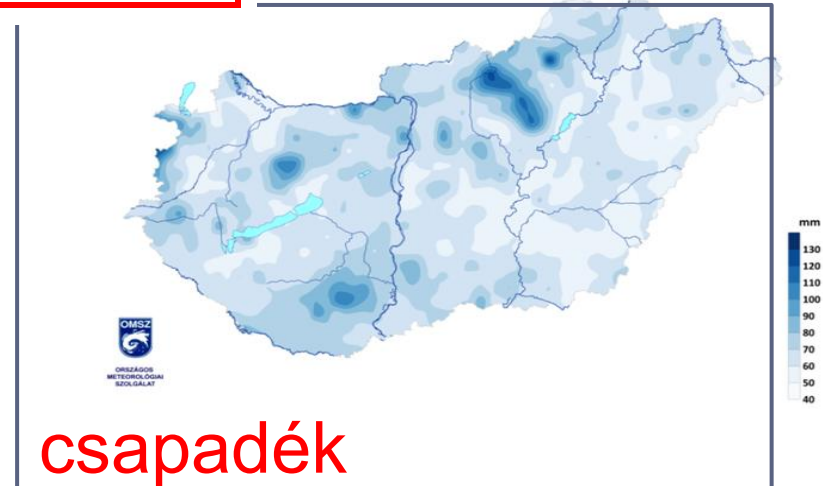 mm
130
120
110
100
90
80
70
60
50
40
OMSZ
ORSZÁGOS
METEOROLÓGIAI
SZOLGÁLAT
csapadék